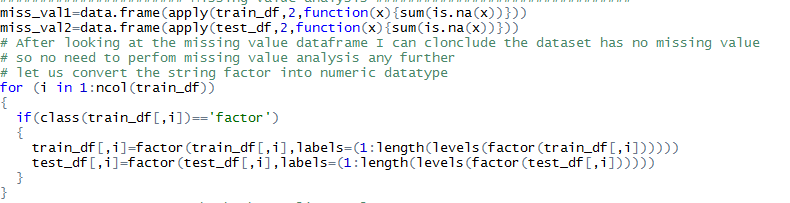 miss_val1=data.frame(apply(train_df,2,function(x){sum(is.na(x))}))
miss_val2=data.frame(apply(test_df,2,function(x){sum(is.na(x))}))
# After looking at the missing value dataframe I can clonclude the dataset has no missing value
# so no need to perfom missing value analysis any further
# let us convert the string factor into numeric datatype
for (i in 1:ncol(train_df))
{
if(class(train_df[,i])=='factor')
{
train_df[,i]=factor(train_df[,i],labels=(1:length(levels(factor(train_df[,i])))))
test_df[,i]=factor(test_df[,i],labels=(1:length(levels(factor(test_df[,i])))))
}
}